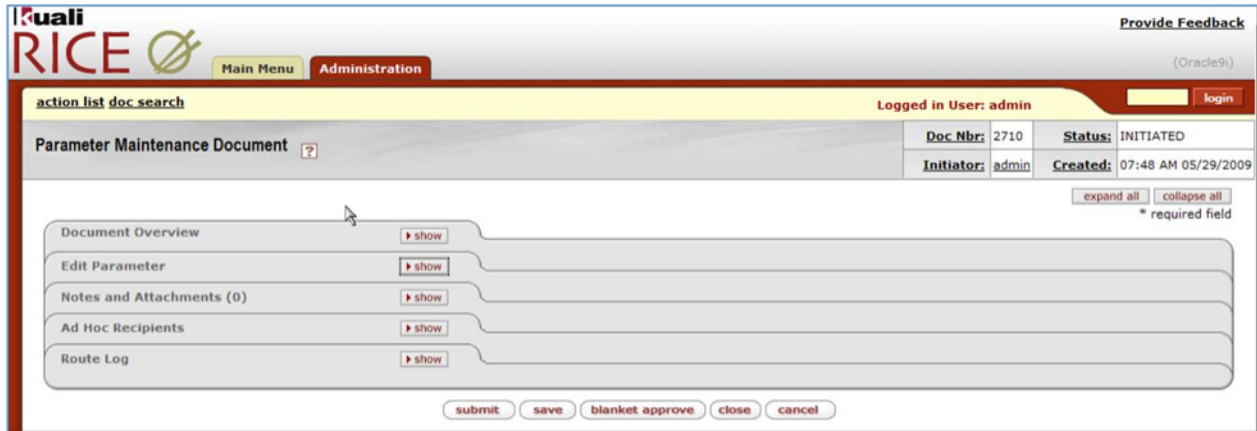 Kuali
Provide Feedback
RICE
Main Menu Administration
(Oracle9i)
action list doc search
Logged in User: admin
login
Parameter Maintenance Document ?
Doc Nbr: 2710 Status: INITIATED
Initiator: admin Created: 07:48 AM 05/29/2009
expand all collapse all
* required field
Document Overview show
Edit Parameter show
Notes and Attachments (0) show
Ad Hoc Recipients show
Route Log show
submit save blanket approve close cancel